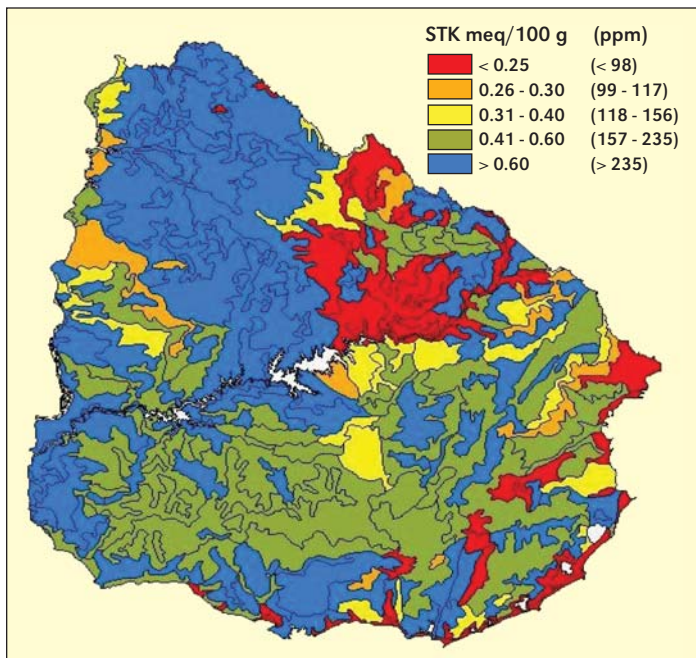 STK meq/100 g (ppm)
< 0.25 (< 98)
0.26 - 0.30 (99 - 117)
0.31 - 0.40 (118 - 156)
0.41 - 0.60 (157 - 235)
> 0.60 (> 235)